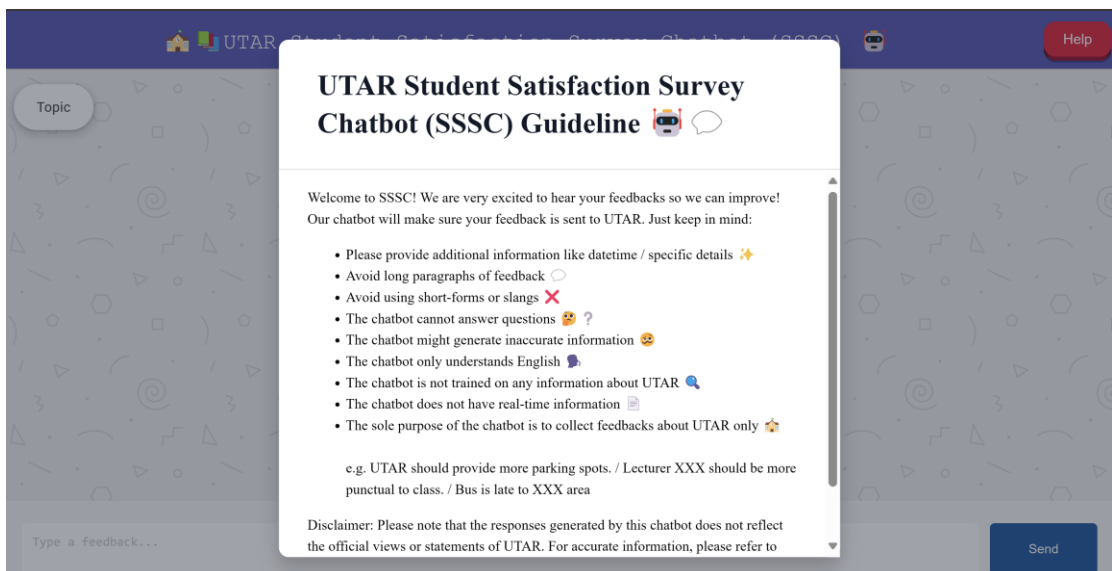 UTAR Student Satisfaction Survey Chatbot (SSSC)
Help
Topic
UTAR Student Satisfaction Survey
Chatbot (SSSC) Guideline
Welcome to SSSC! We are very excited to hear your feedbacks so we can improve!
Our chatbot will make sure your feedback is sent to UTAR. Just keep in mind:
• Please provide additional information like datetime / specific details ✨
• Avoid long paragraphs of feedback 💬
• Avoid using short-forms or slangs ❌
• The chatbot cannot answer questions 🤔 ❔
• The chatbot might generate inaccurate information 🥴
• The chatbot only understands English 🗣
• The chatbot is not trained on any information about UTAR 🔍
• The chatbot does not have real-time information 📄
• The sole purpose of the chatbot is to collect feedbacks about UTAR only 🏫
e.g. UTAR should provide more parking spots. / Lecturer XXX should be more
punctual to class. / Bus is late to XXX area
Disclaimer: Please note that the responses generated by this chatbot does not reflect
the official views or statements of UTAR. For accurate information, please refer to
Type a feedback...
Send